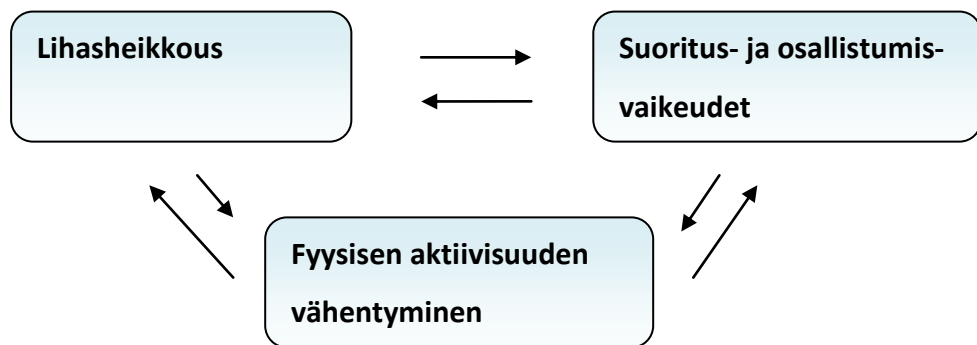 Lihasheikkous
Suoritus- ja osallistumis-
vaikeudet
Fyysisen aktiivisuuden
vähentyminen